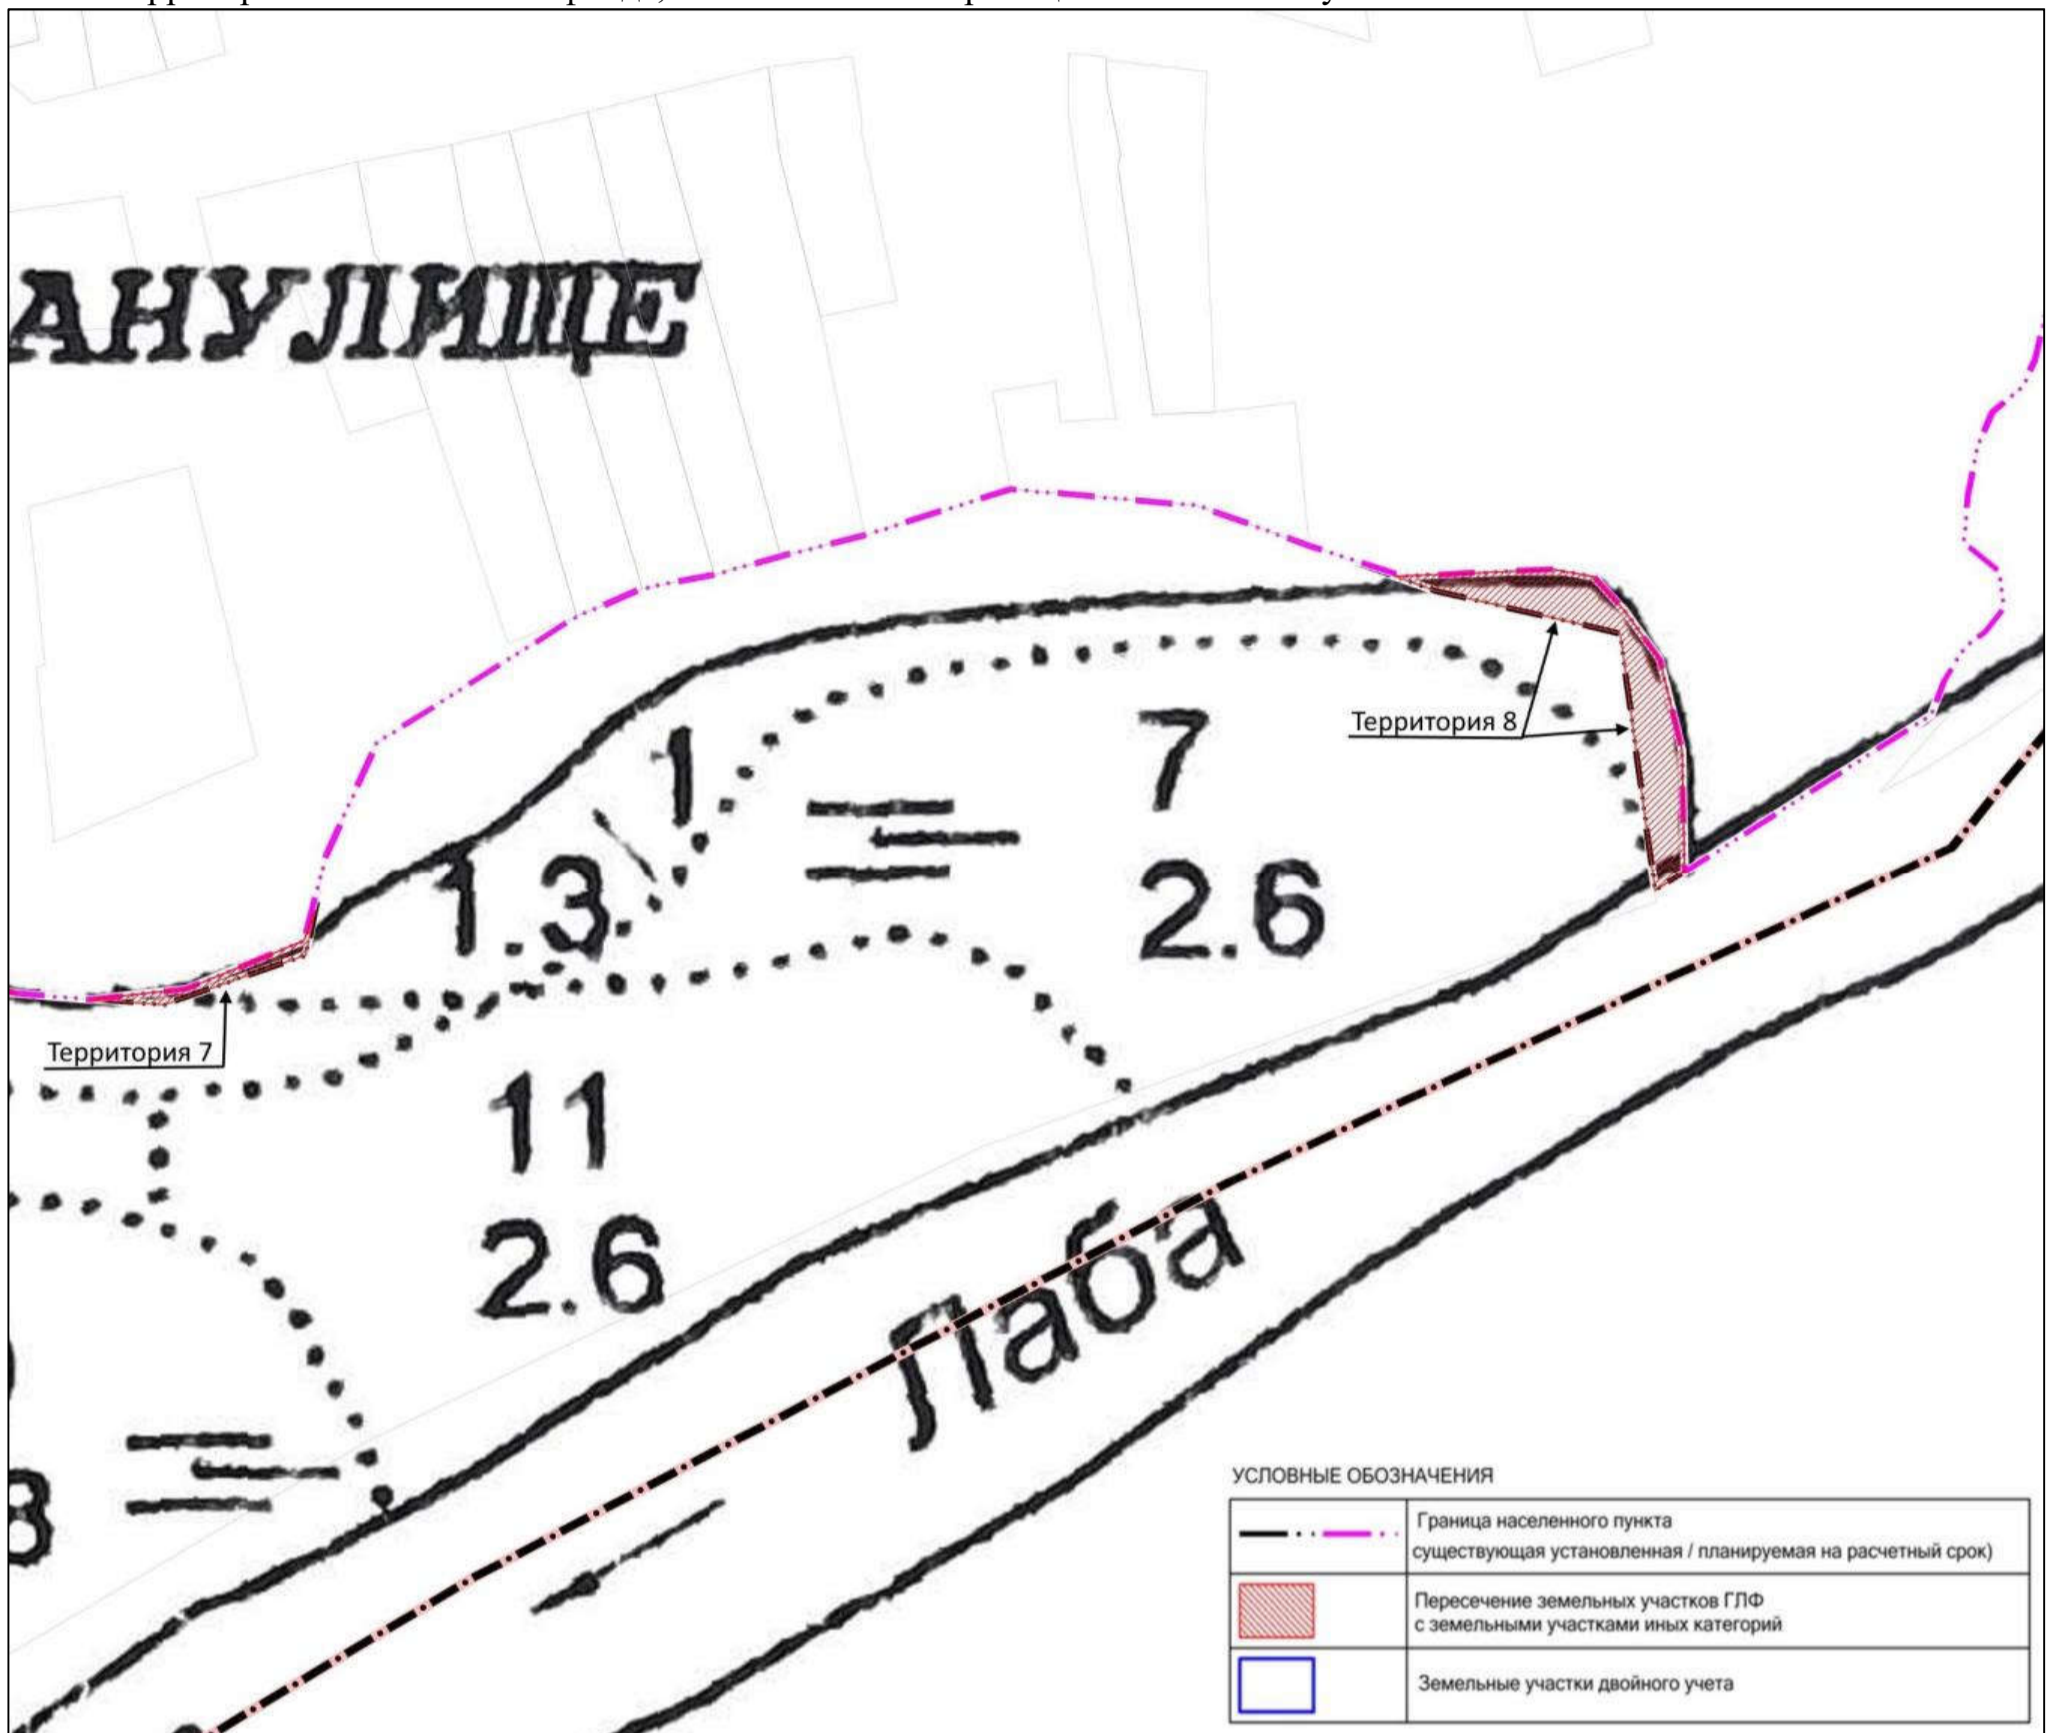 АНУЛИЩЕ
1
7
1.3
2.6
Территория 8
Территория 7
11
2.6
8
Лаба
УСЛОВНЫЕ ОБОЗНАЧЕНИЯ
Граница населенного пункта
существующая установленная / планируемая на расчетный срок)
Пересечение земельных участков ГЛФ
с земельными участками иных категорий
Земельные участки двойного учета